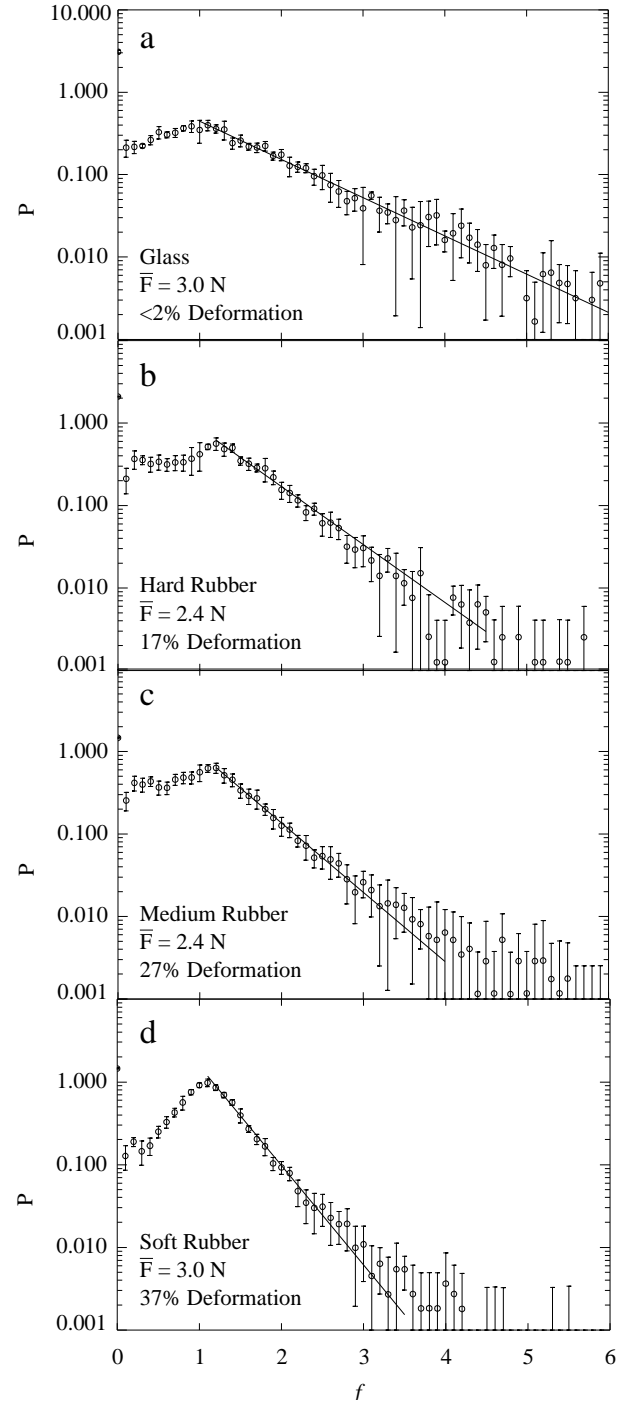 a
10.000
1.000
0.100
0.010
0.001
P
Glass
F̅ = 3.0 N
<2% Deformation
b
1.000
0.100
0.010
0.001
P
Hard Rubber
F̅ = 2.4 N
17% Deformation
c
1.000
0.100
0.010
0.001
P
Medium Rubber
F̅ = 2.4 N
27% Deformation
d
1.000
0.100
0.010
0.001
P
Soft Rubber
F̅ = 3.0 N
37% Deformation
0 1 2 3 4 5 6
f